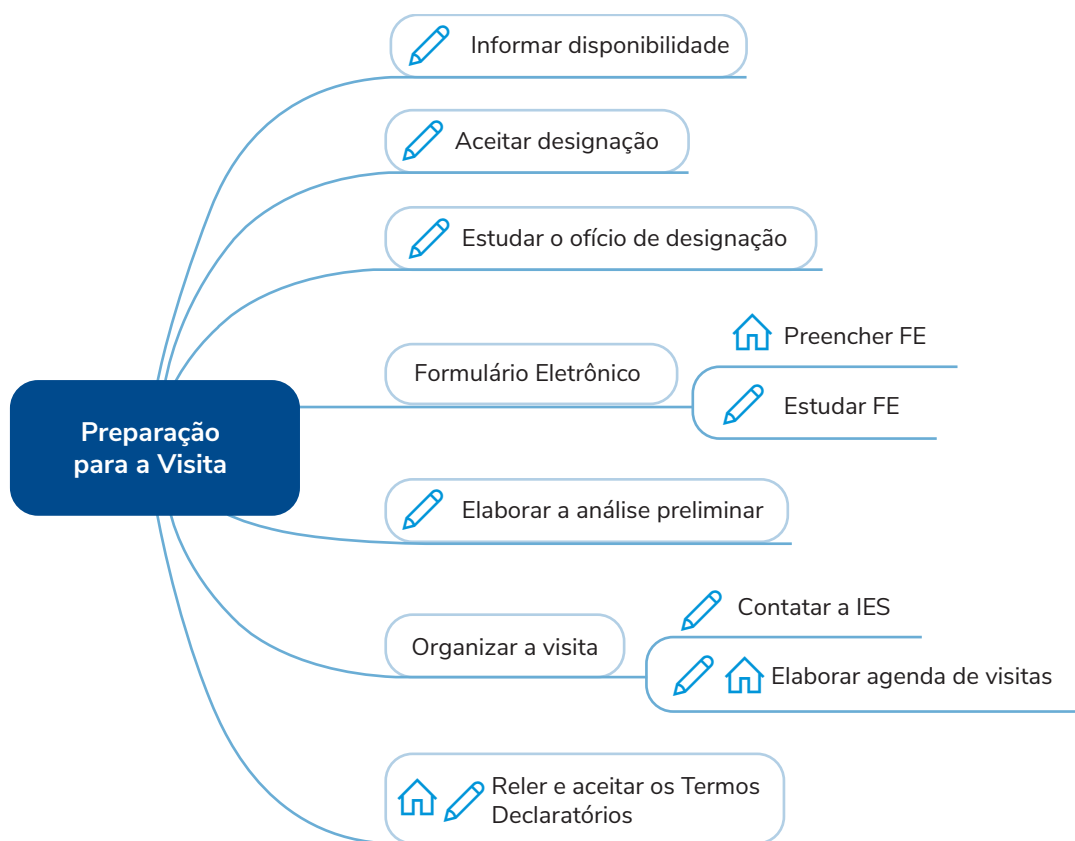 Informar disponibilidade
Aceitar designação
Estudar o ofício de designação
Formulário Eletrônico
Preencher FE
Estudar FE
Preparação
para a Visita
Elaborar a análise preliminar
Organizar a visita
Contatar a IES
Elaborar agenda de visitas
Reler e aceitar os Termos
Declaratórios